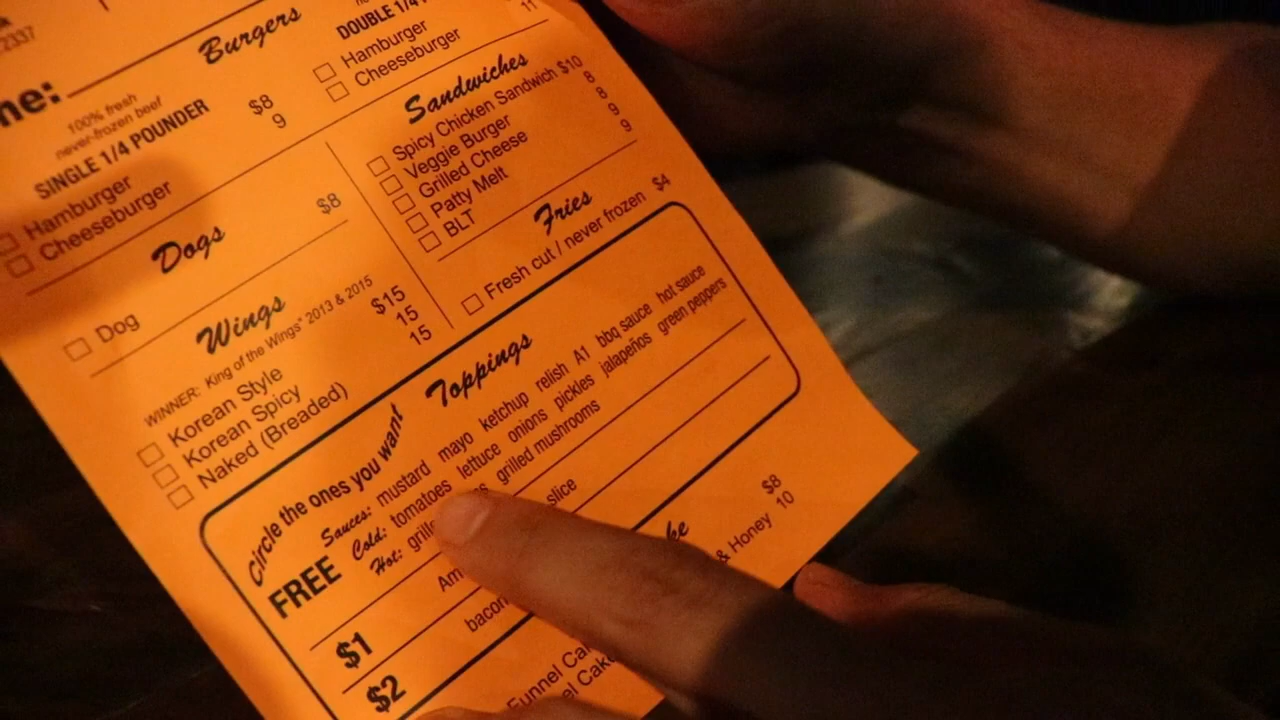 2337
Burgers
100% fresh
never-frozen beef
SINGLE 1/4 POUNDER
Hamburger $8
Cheeseburger 9
DOUBLE 1/4
Hamburger
Cheeseburger 11
Dogs
Dog $8
Wings
WINNER: King of the Wings" 2013 & 2015
Korean Style $15
Korean Spicy 15
Naked (Breaded) 15
Sandwiches
Spicy Chicken Sandwich $10
Veggie Burger 8
Grilled Cheese 8
Patty Melt 9
BLT 9
Fries
Fresh cut / never frozen $4
Toppings
Circle the ones you want
FREE
Sauces: mustard mayo ketchup relish A1 bbq sauce hot sauce
Cold: tomatoes lettuce onions pickles jalapeños green peppers
Hot: grilled mushrooms
$1 slice
$2 bacon
$8
& Honey 10
Funnel